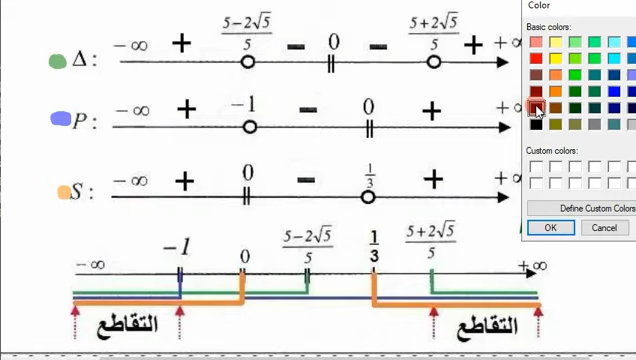 Color
Basic colors:
Δ : −∞ + (5−2√5)/5 − 0 − (5+2√5)/5 + +∞
P : −∞ + −1 − 0 + +∞
S : −∞ + 0 − 1/3 + +∞
Custom colors:
Define Custom Colors
OK Cancel
−∞ −1 0 (5−2√5)/5 1/3 (5+2√5)/5 +∞
التقاطع التقاطع